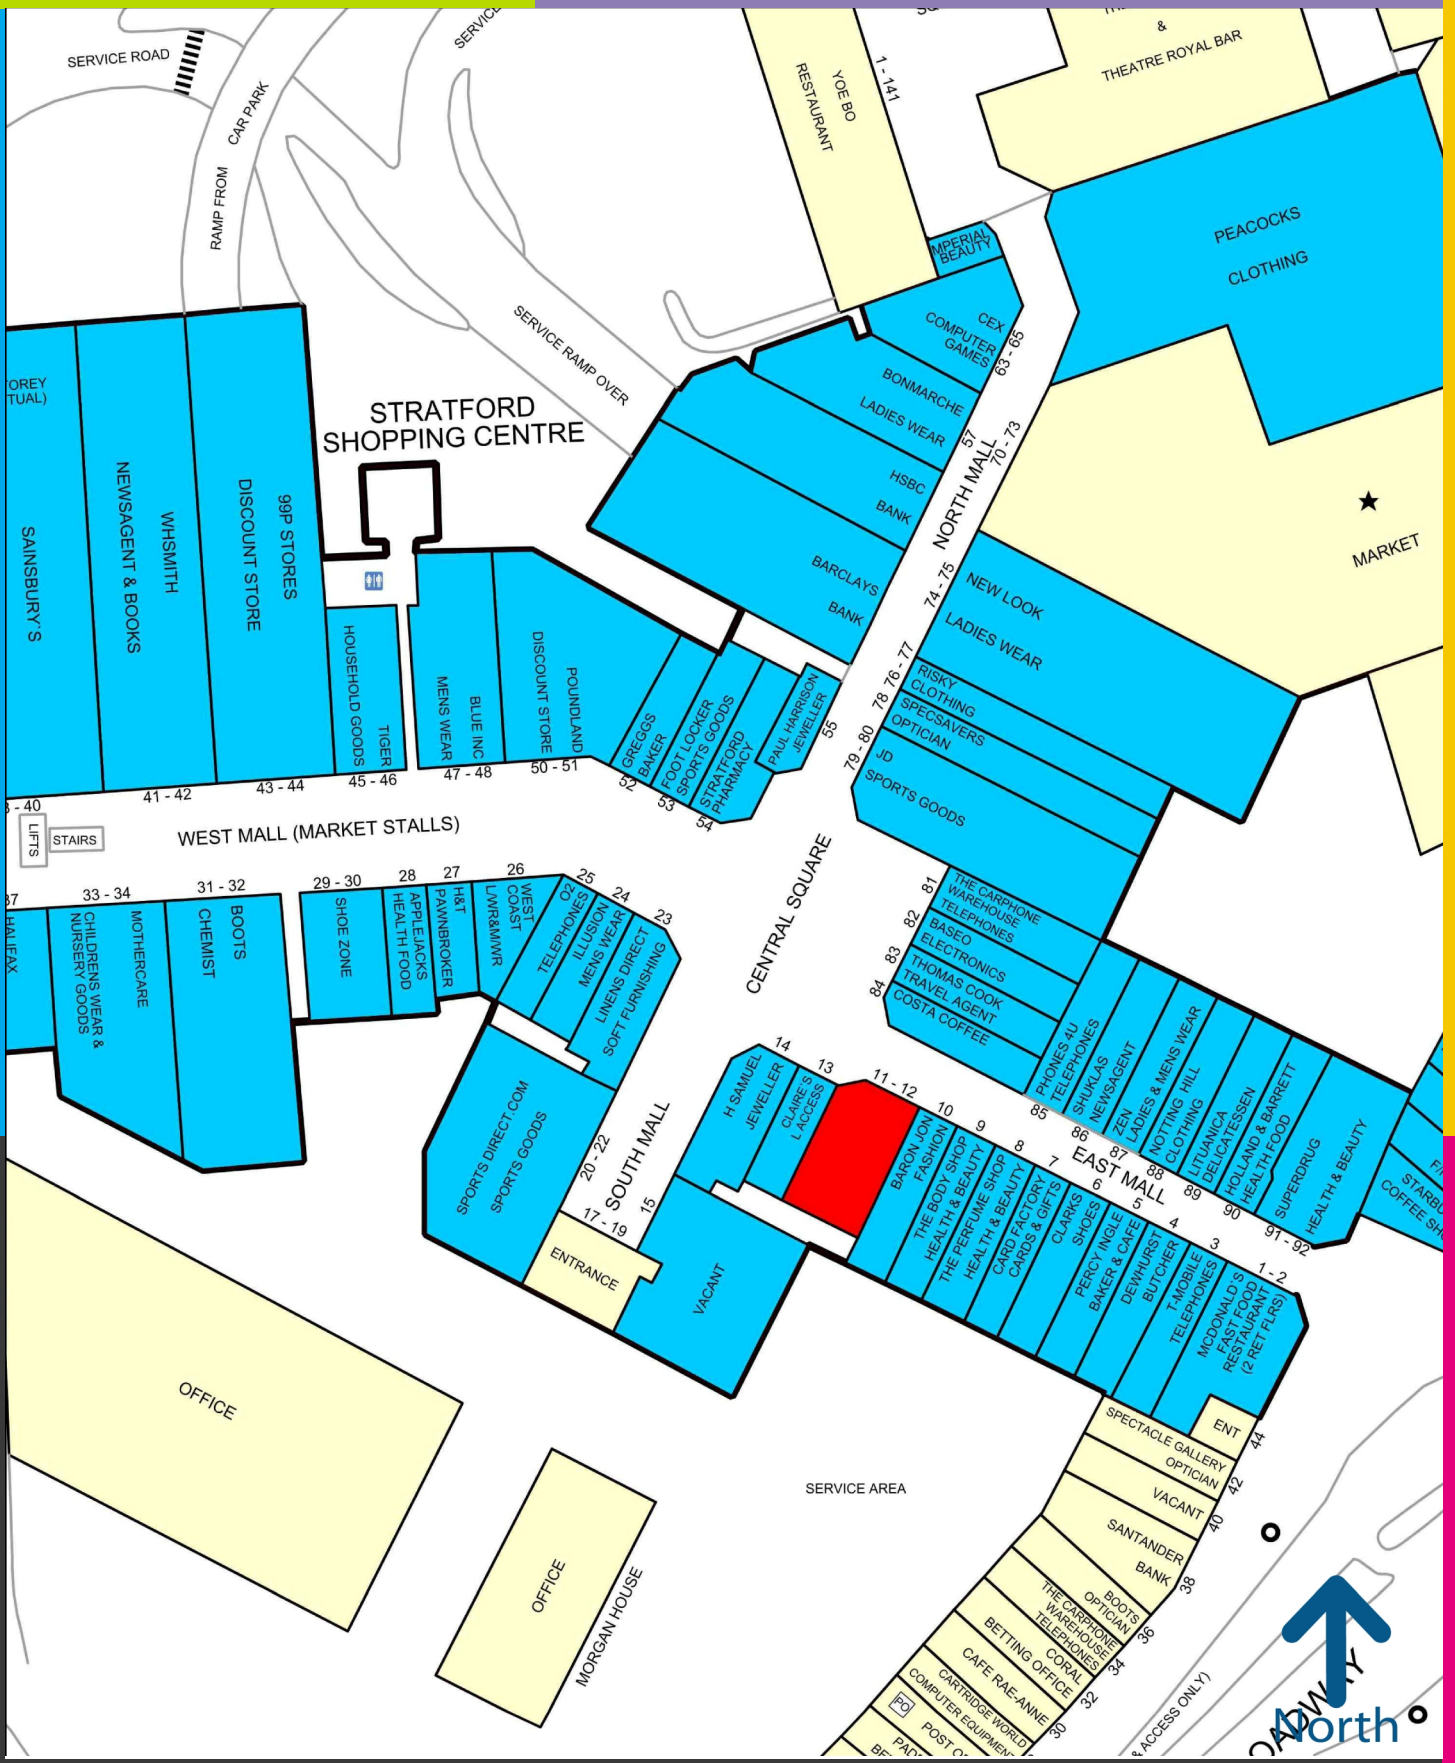 SERVICE ROAD
RAMP FROM
CAR PARK
YOE BO
RESTAURANT
1 - 141
&
THEATRE ROYAL BAR
PEACOCKS
CLOTHING
SERVICE RAMP OVER
STRATFORD
SHOPPING CENTRE
BEAUTY
CEX
COMPUTER
GAMES
63 - 65
BONMARCHE
LADIES WEAR
57
HSBC
BANK
BARCLAYS
BANK
NORTH MALL
70 - 73
74 - 75
76 - 77
78
79 - 80
MARKET
NEW LOOK
LADIES WEAR
RISKY
CLOTHING
SPECSAVERS
OPTICIAN
JD
SPORTS GOODS
SAINSBURY'S
WHSMITH
NEWSAGENT & BOOKS
41 - 42
99P STORES
DISCOUNT STORE
43 - 44
TIGER
HOUSEHOLD GOODS
45 - 46
BLUE INC
MENS WEAR
47 - 48
POUNDLAND
DISCOUNT STORE
50 - 51
GREGGS
BAKER
52
FOOT LOCKER
SPORTS GOODS
53
STRATFORD
PHARMACY
54
PAUL HARRISON
JEWELLER
55
LIFTS
STAIRS
WEST MALL (MARKET STALLS)
CENTRAL SQUARE
HALIFAX
33 - 34
MOTHERCARE
CHILDRENS WEAR &
NURSERY GOODS
31 - 32
BOOTS
CHEMIST
29 - 30
SHOE ZONE
28
APPLEJACKS
HEALTH FOOD
27
H&T
PAWNBROKER
26
WEST
COAST
L/WR&M/WR
25
O2
TELEPHONES
24
ILLUSION
MENS WEAR
23
LINENS DIRECT
SOFT FURNISHING
81
THE CARPHONE
WAREHOUSE
TELEPHONES
82
BASEO
ELECTRONICS
83
THOMAS COOK
TRAVEL AGENT
84
COSTA COFFEE
PHONES 4U
TELEPHONES
85
SHUKLAS
NEWSAGENT
86
ZEN
LADIES & MENS WEAR
87
NOTTING HILL
CLOTHING
88
LITUANICA
DELICATESSEN
89
HOLLAND & BARRETT
HEALTH FOOD
90
SUPERDRUG
HEALTH & BEAUTY
91 - 92
COFFEE
EAST MALL
SPORTS DIRECT.COM
SPORTS GOODS
20 - 22
SOUTH MALL
17 - 19
15
ENTRANCE
VACANT
14
H SAMUEL
JEWELLER
13
CLAIRE'S
L ACCESS
11 - 12
10
BARON JON
FASHION
9
THE BODY SHOP
HEALTH & BEAUTY
8
THE PERFUME SHOP
HEALTH & BEAUTY
7
CARD FACTORY
CARDS & GIFTS
6
CLARKS
SHOES
5
PERCY INGLE
BAKER & CAFE
4
DEWHURST
BUTCHER
3
T-MOBILE
TELEPHONES
1 - 2
MCDONALD'S
FAST FOOD
RESTAURANT
(2 RET FLRS)
ENT
44
SPECTACLE GALLERY
OPTICIAN
42
VACANT
40
SANTANDER
BANK
38
BOOTS
OPTICIAN
36
THE CARPHONE
WAREHOUSE
TELEPHONES
34
CORAL
BETTING OFFICE
32
CAFE RAE-ANNE
30
CARTRIDGE WORLD
COMPUTER EQUIPMENT
PO
POST
OFFICE
OFFICE
MORGAN HOUSE
SERVICE AREA
ACCESS ONLY)
North